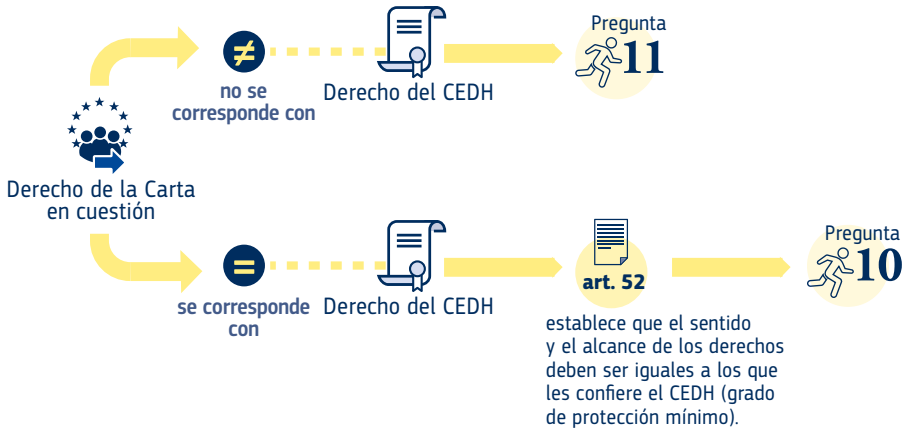 Pregunta
11
≠
no se
corresponde con
Derecho del CEDH
Derecho de la Carta
en cuestión
=
se corresponde
con
Derecho del CEDH
art. 52
establece que el sentido
y el alcance de los derechos
deben ser iguales a los que
les confiere el CEDH (grado
de protección mínimo).
Pregunta
10